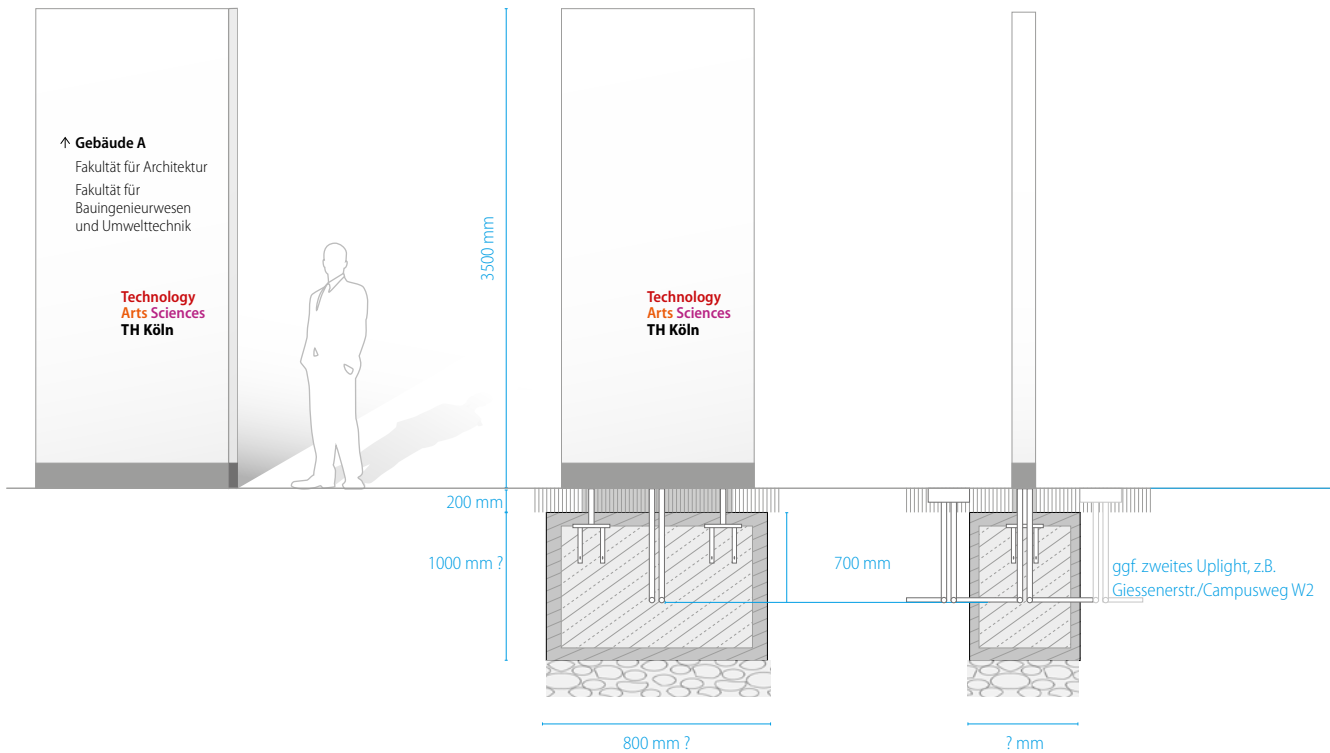 ↑ Gebäude A
Fakultät für Architektur
Fakultät für
Bauingenieurwesen
und Umwelttechnik
Technology
Arts Sciences
TH Köln
3500 mm
200 mm
1000 mm ?
Technology
Arts Sciences
TH Köln
700 mm
ggf. zweites Uplight, z.B.
Giessenerstr./Campusweg W2
800 mm ?
? mm